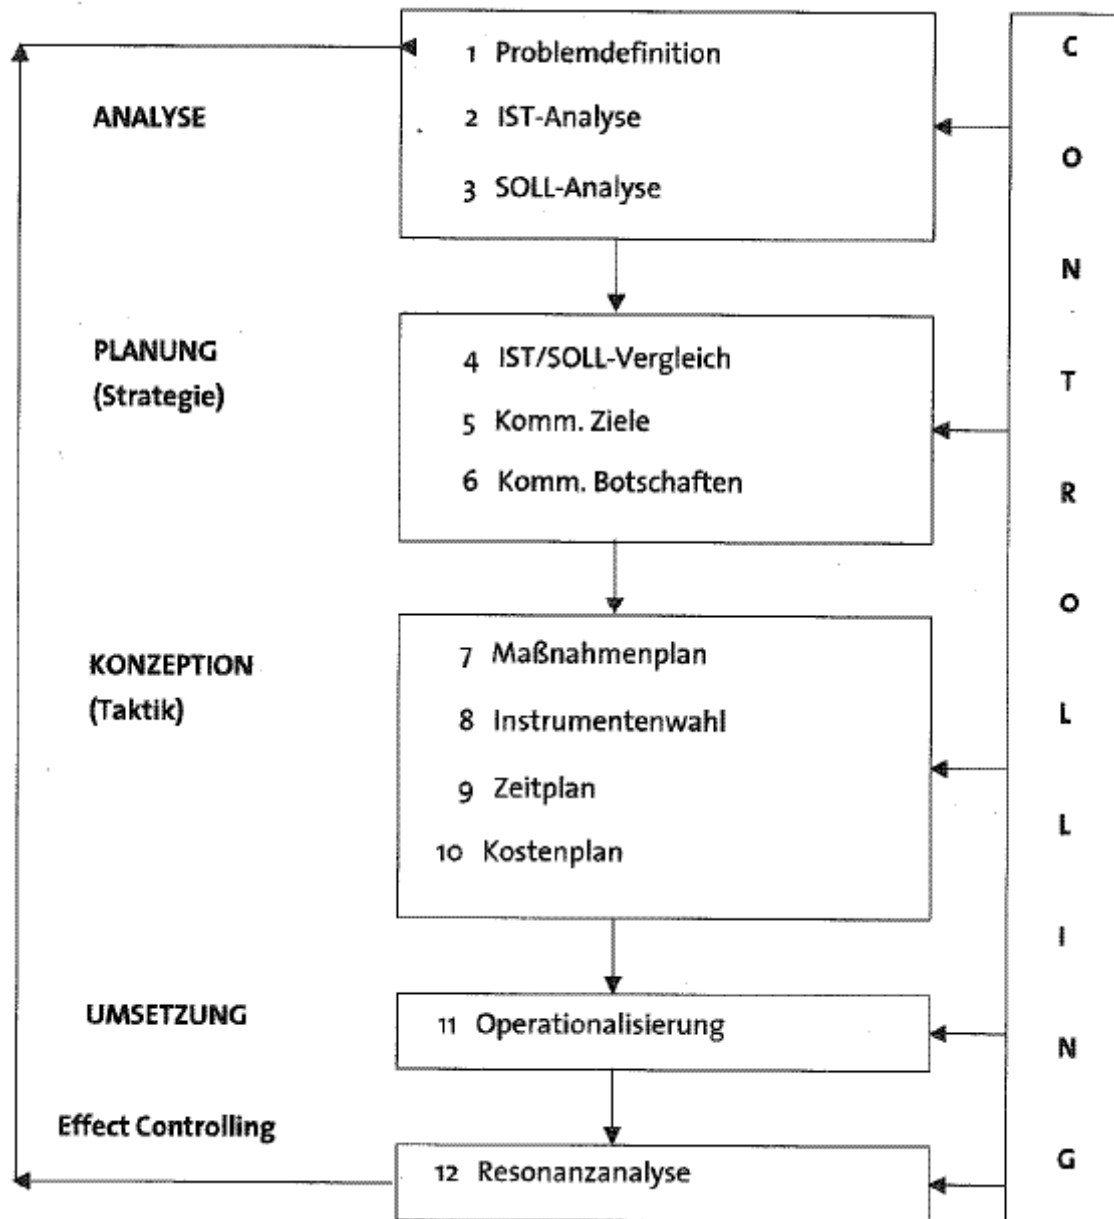 1 Problemdefinition
ANALYSE
2 IST-Analyse
3 SOLL-Analyse
PLANUNG
(Strategie)
4 IST/SOLL-Vergleich
5 Komm. Ziele
6 Komm. Botschaften
KONZEPTION
(Taktik)
7 Maßnahmenplan
8 Instrumentenwahl
9 Zeitplan
10 Kostenplan
UMSETZUNG
11 Operationalisierung
Effect Controlling
12 Resonanzanalyse
CONTROLLING